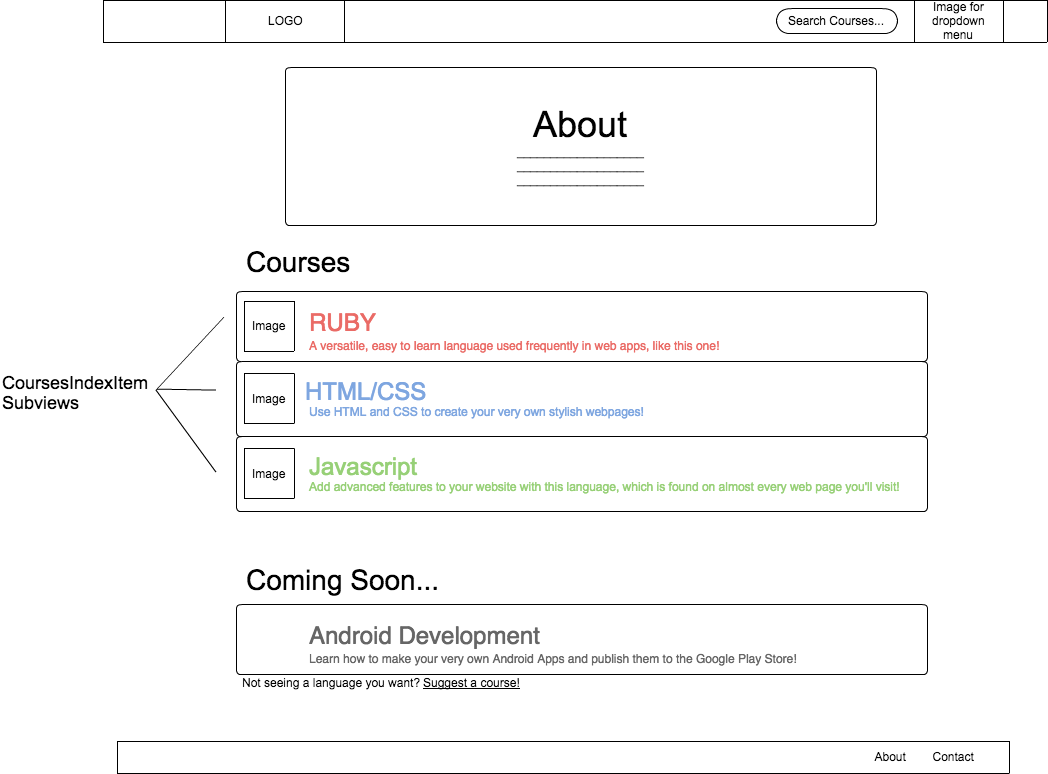 LOGO
Search Courses...
Image for
dropdown
menu
About
Courses
Image
RUBY
A versatile, easy to learn language used frequently in web apps, like this one!
CoursesIndexItem
Subviews
Image
HTML/CSS
Use HTML and CSS to create your very own stylish webpages!
Image
Javascript
Add advanced features to your website with this language, which is found on almost every web page you'll visit!
Coming Soon...
Android Development
Learn how to make your very own Android Apps and publish them to the Google Play Store!
Not seeing a language you want? Suggest a course!
About
Contact